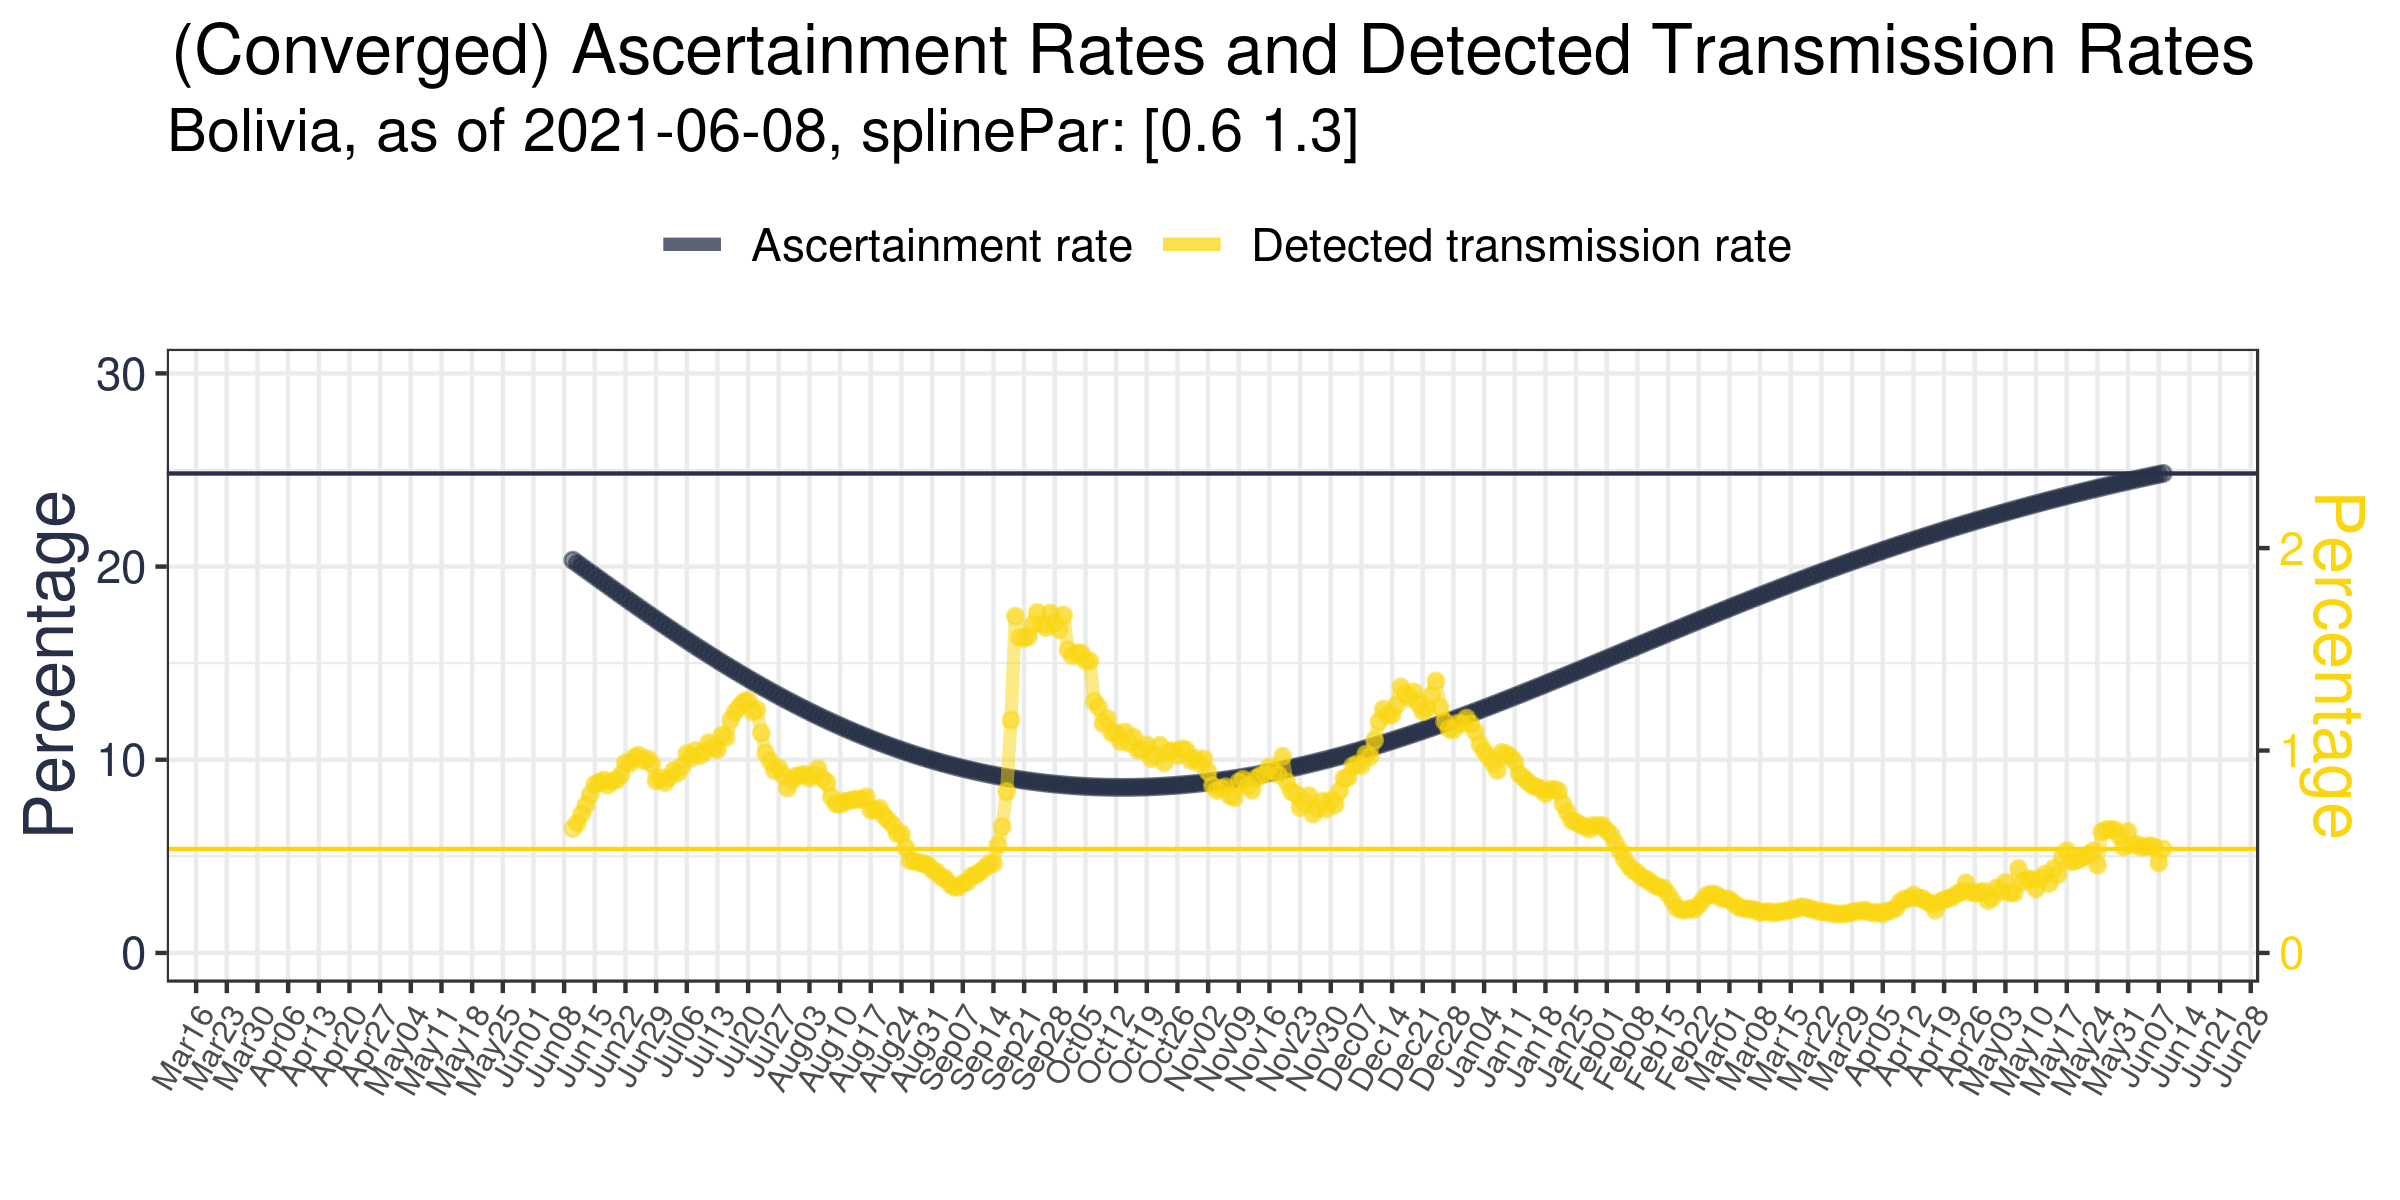 (Converged) Ascertainment Rates and Detected Transmission Rates
Bolivia, as of 2021-06-08, splinePar: [0.6 1.3]
Ascertainment rate Detected transmission rate
Percentage
30
20
10
0
2
1
0
Percentage
Mar16 Mar23 Mar30 Apr06 Apr13 Apr20 Apr27 May04 May11 May18 May25 Jun01 Jun08 Jun15 Jun22 Jun29 Jul06 Jul13 Jul20 Jul27 Aug03 Aug10 Aug17 Aug24 Aug31 Sep07 Sep14 Sep21 Sep28 Oct05 Oct12 Oct19 Oct26 Nov02 Nov09 Nov16 Nov23 Nov30 Dec07 Dec14 Dec21 Dec28 Jan04 Jan11 Jan18 Jan25 Feb01 Feb08 Feb15 Feb22 Mar01 Mar08 Mar15 Mar22 Mar29 Apr05 Apr12 Apr19 Apr26 May03 May10 May17 May24 May31 Jun07 Jun14 Jun21 Jun28